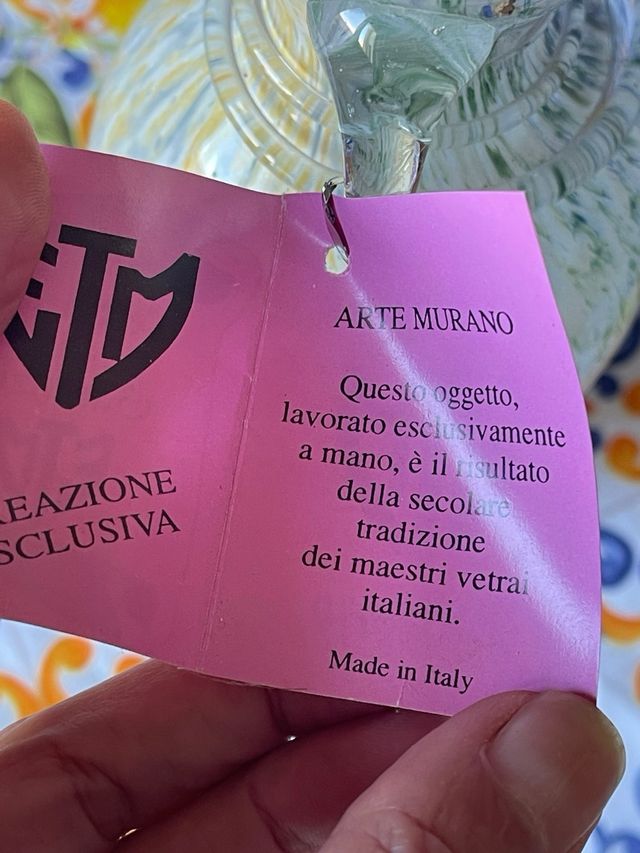 ARTE MURANO
Questo oggetto,
lavorato esclusivamente
a mano, è il risultato
della secolare
tradizione
dei maestri vetrai
italiani.
Made in Italy
REAZIONE
SCLUSIVA